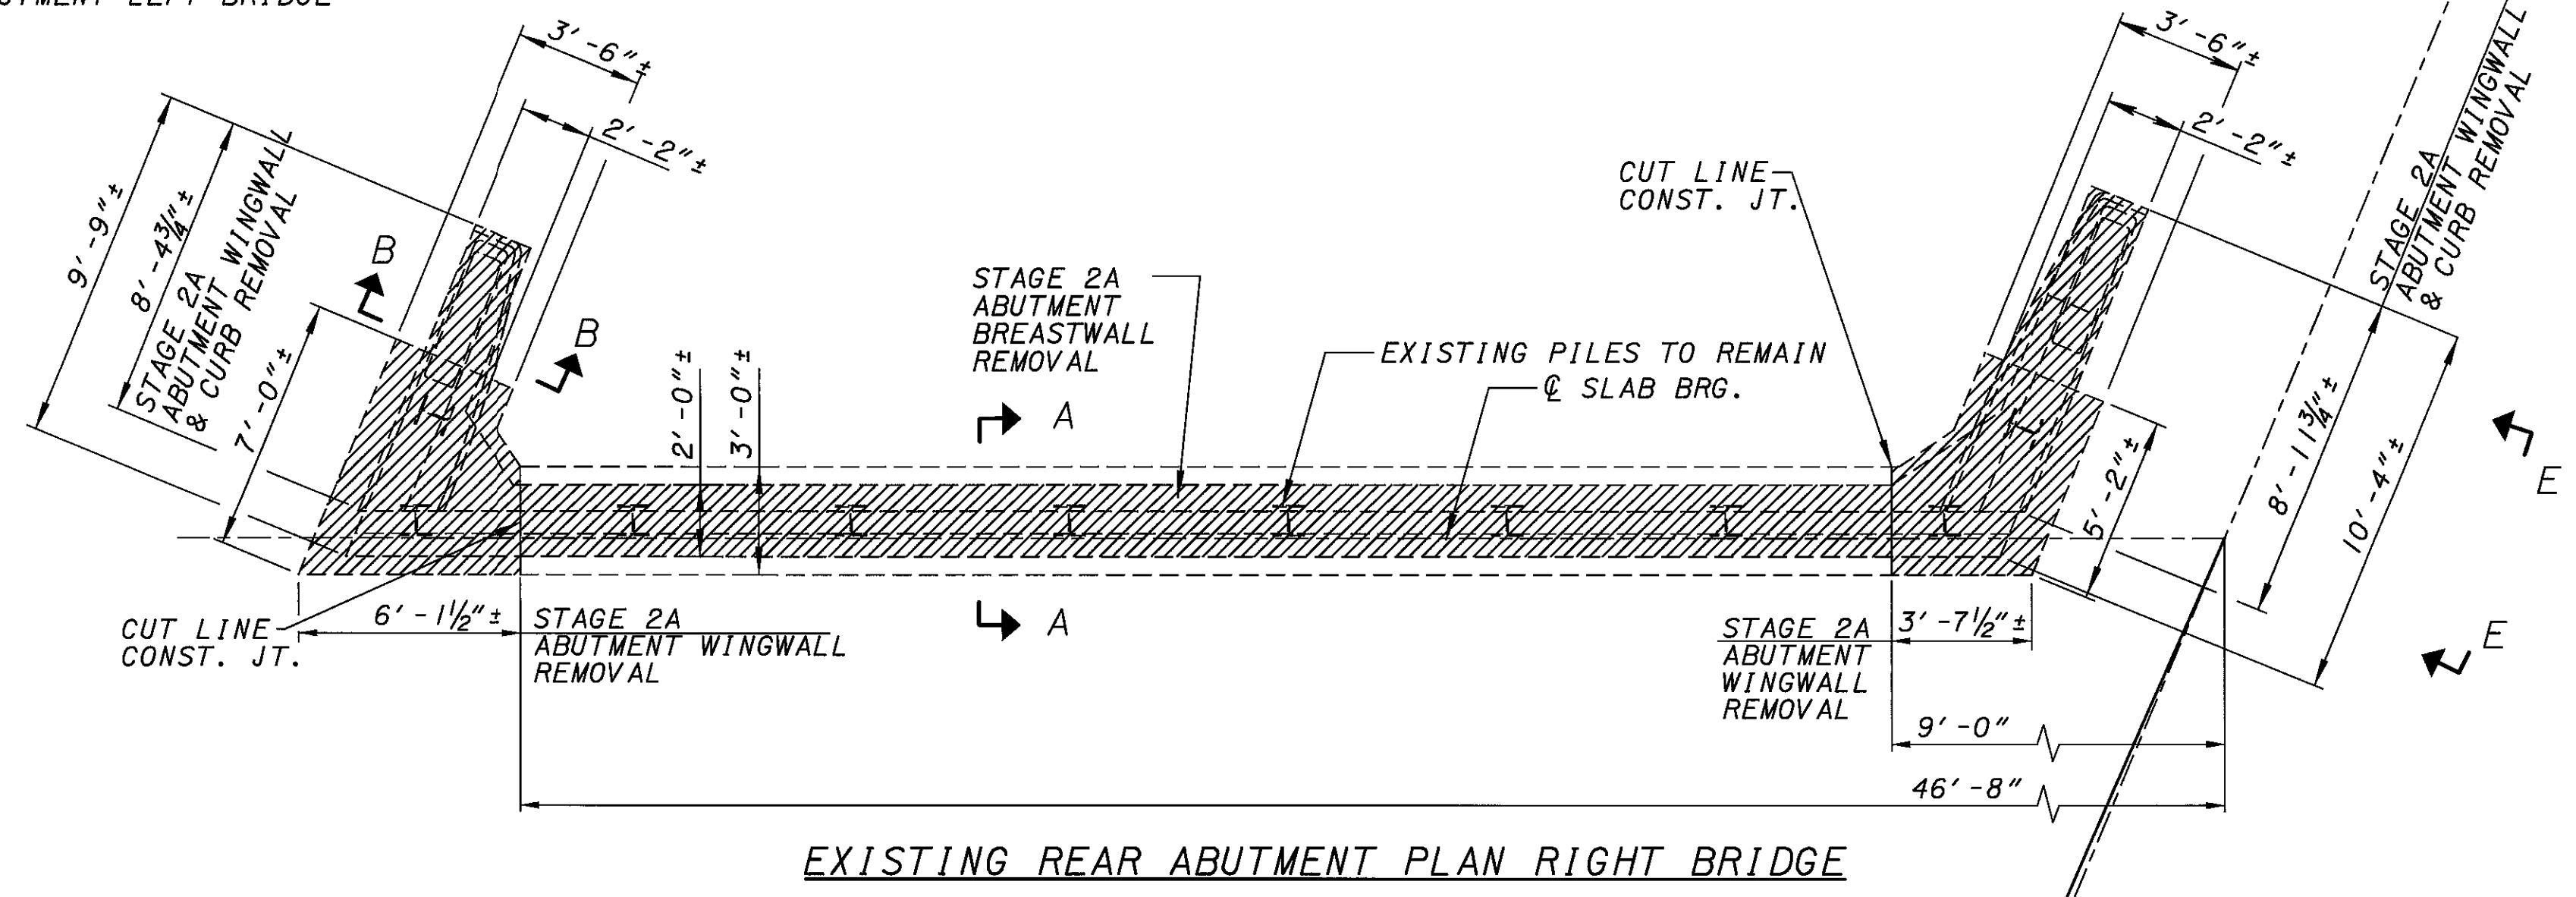 3'-6"±
2'-2"±
9'-9"±
8'-4¾"±
STAGE 2A
ABUTMENT WINGWALL
& CURB REMOVAL
7'-0"±
B
B
STAGE 2A
ABUTMENT
BREASTWALL
REMOVAL
2'-0"±
3'-0"±
A
A
EXISTING PILES TO REMAIN
℄ SLAB BRG.
CUT LINE
CONST. JT.
3'-6"±
2'-2"±
STAGE 2A
ABUTMENT WINGWALL
& CURB REMOVAL
5'-2"±
8'-11¾"±
10'-4"±
E
E
CUT LINE
CONST. JT.
6'-1½"±
STAGE 2A
ABUTMENT WINGWALL
REMOVAL
STAGE 2A
ABUTMENT
WINGWALL
REMOVAL
3'-7½"±
9'-0"
46'-8"
EXISTING REAR ABUTMENT PLAN RIGHT BRIDGE